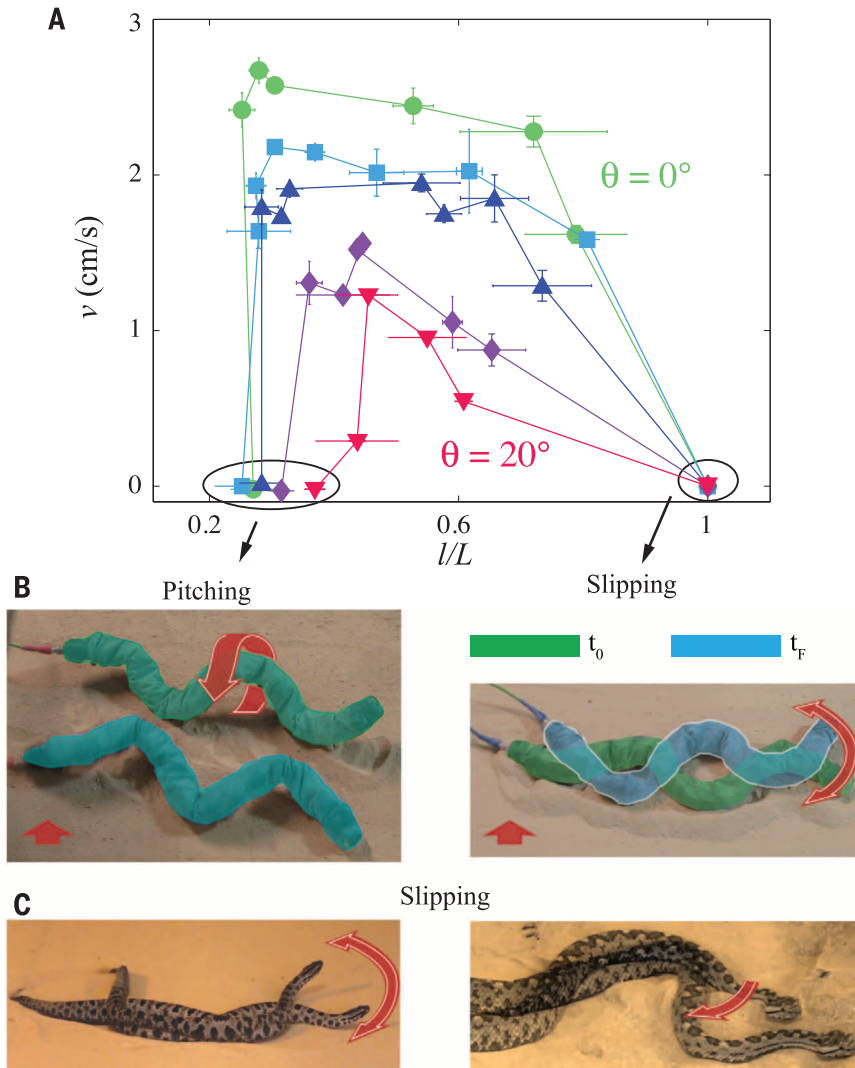 A
3
2
1
0
v (cm/s)
θ = 0°
θ = 20°
0.2
0.6
1
l/L
B
Pitching
Slipping
t0
tF
C
Slipping